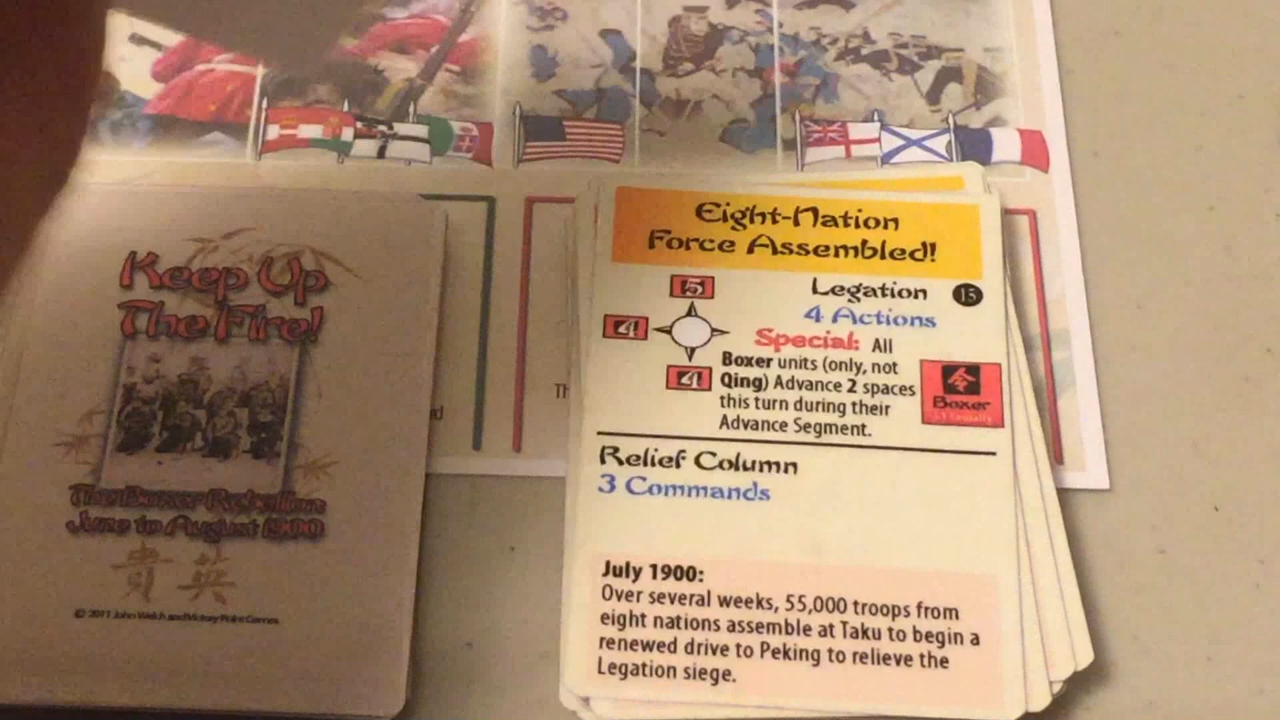 Keep Up
The Fire!
The Boxer Rebellion:
June to August 1900
貴英
© 2011 John Welch and Victory Point Games
Th
Eight-Nation
Force Assembled!
5
4
4
Legation
15
4 Actions
Special: All
Boxer units (only, not
Qing) Advance 2 spaces
this turn during their
Advance Segment.
Boxer
Relief Column
3 Commands
July 1900:
Over several weeks, 55,000 troops from
eight nations assemble at Taku to begin a
renewed drive to Peking to relieve the
Legation siege.